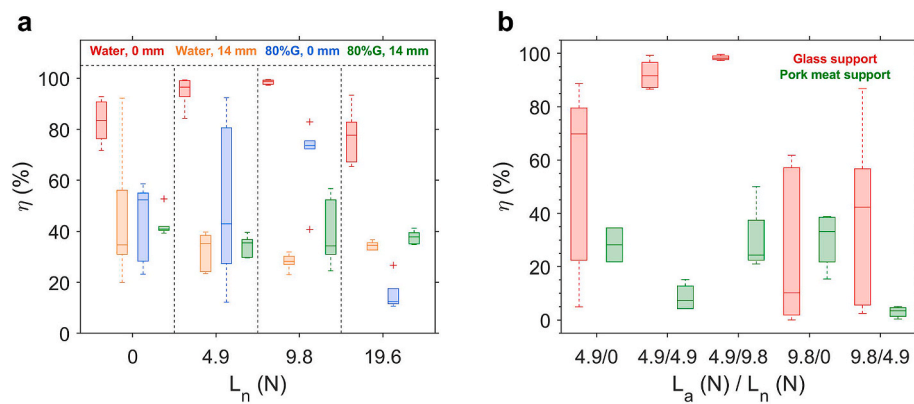 a
Water, 0 mm Water, 14 mm 80%G, 0 mm 80%G, 14 mm
100
80
60
40
20
0
η (%)
0 4.9 9.8 19.6
Lₙ (N)
b
Glass support
Pork meat support
100
80
60
40
20
0
η (%)
4.9/0 4.9/4.9 4.9/9.8 9.8/0 9.8/4.9
Lₐ (N) / Lₙ (N)